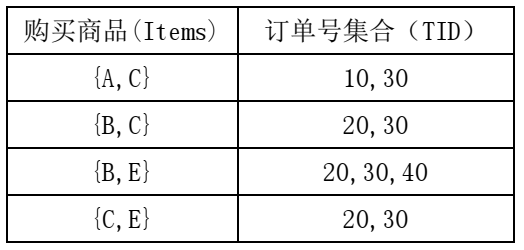 购买商品(Items) 订单号集合（TID）
{A,C} 10,30
{B,C} 20,30
{B,E} 20,30,40
{C,E} 20,30